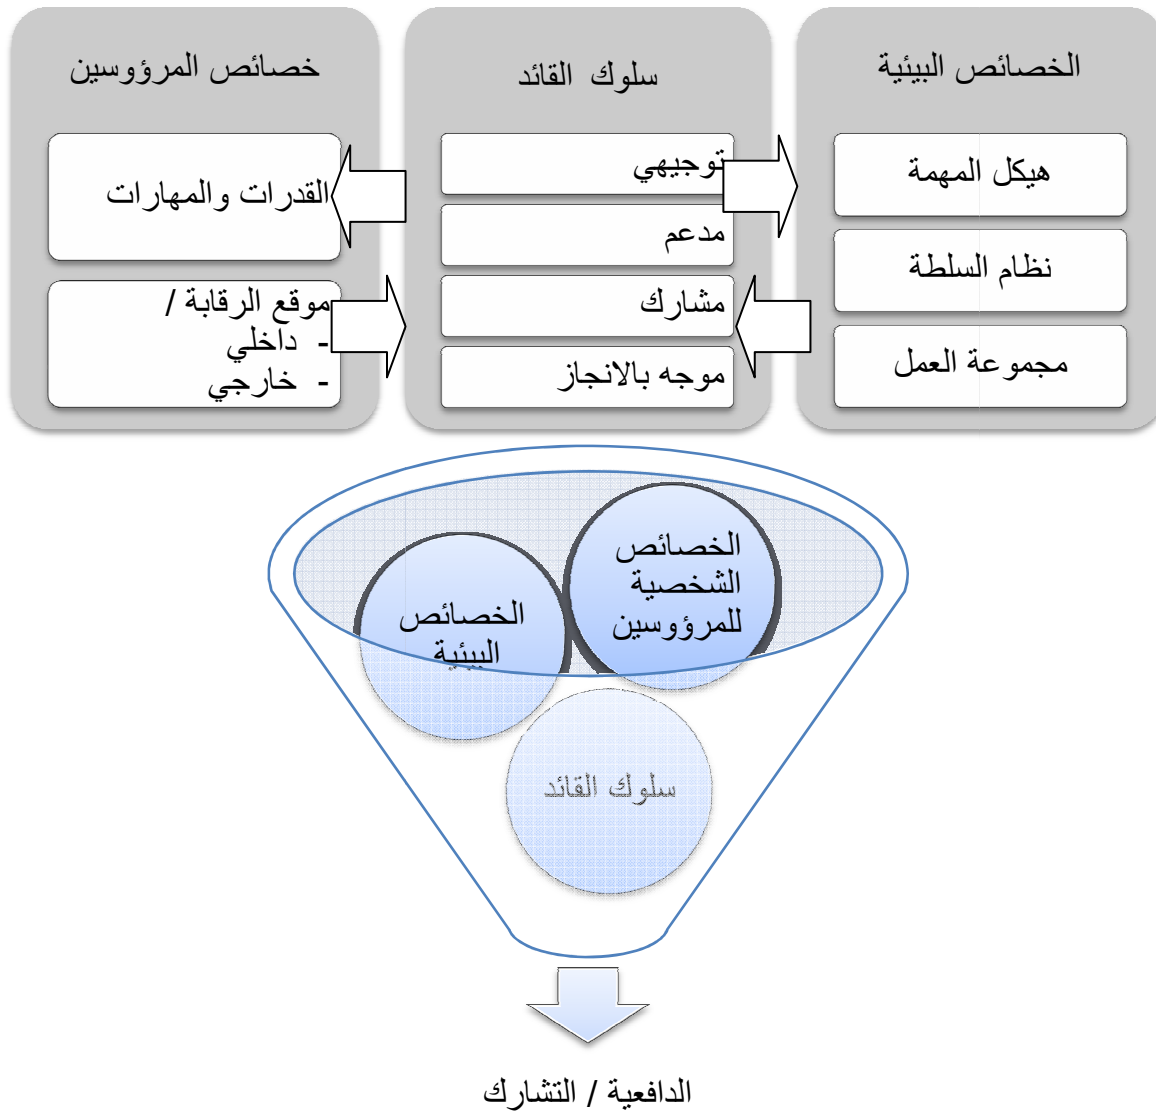 الخصائص البيئية
هيكل المهمة
نظام السلطة
مجموعة العمل
سلوك القائد
توجيهي
مدعم
مشارك
موجه بالانجاز
خصائص المرؤوسين
القدرات والمهارات
موقع الرقابة /
- داخلي
- خارجي
الخصائص
الشخصية
للمرؤوسين
الخصائص
البيئية
سلوك القائد
الدافعية / التشارك